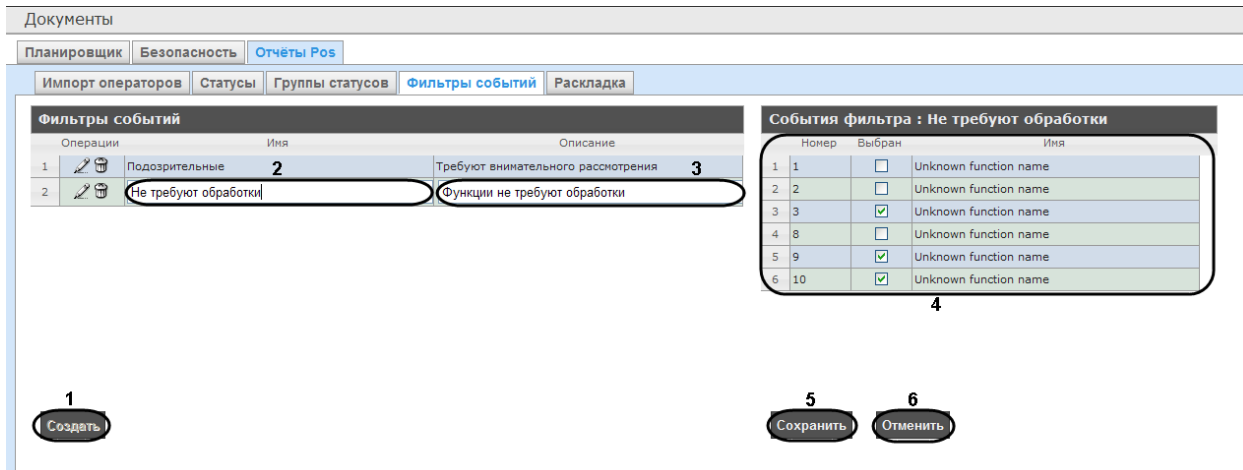 Документы
Планировщик Безопасность Отчёты Pos
Импорт операторов Статусы Группы статусов Фильтры событий Раскладка
Фильтры событий
Операции Имя Описание
1 Подозрительные 2 Требуют внимательного рассмотрения 3
2 Не требуют обработки Функции не требуют обработки
События фильтра : Не требуют обработки
Номер Выбран Имя
1 1 Unknown function name
2 2 Unknown function name
3 3 Unknown function name
4 8 Unknown function name
5 9 Unknown function name
6 10 Unknown function name
4
1
Создать
5 6
Сохранить Отменить